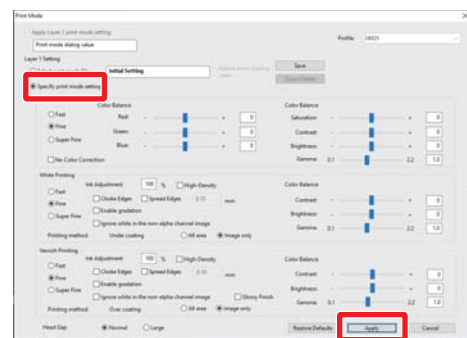 Print Mode
Apply Layer 1 print mode setting
Print mode dialog value
Profile
Layer 1 Setting
Initial Setting
Save
Specify print mode setting
Color Balance
Color Balance
Fast
Red - + 0
Saturation - + 0
Fine
Green - + 0
Contrast - + 0
Super Fine
Blue - + 0
Brightness - + 0
No Color Correction
Gamma 0.1 2.2 1.0
White Printing
Ink Adjustment 100 % High-Density
Color Balance
Fast
Choke Edges Spread Edges 0.10 mm
Contrast - + 0
Fine
Enable gradation
Brightness - + 0
Super Fine
Ignore white in the non-alpha channel image
Gamma 0.1 2.2 1.0
Printing method Under coating All area Image only
Varnish Printing
Ink Adjustment 100 % High-Density
Color Balance
Fast
Choke Edges Spread Edges 0.10 mm
Contrast - + 0
Fine
Enable gradation
Brightness - + 0
Super Fine
Ignore white in the non-alpha channel image Glossy Finish
Gamma 0.1 2.2 1.0
Printing method Over coating All area Image only
Head Gap Normal Large
Restore Defaults Apply Cancel